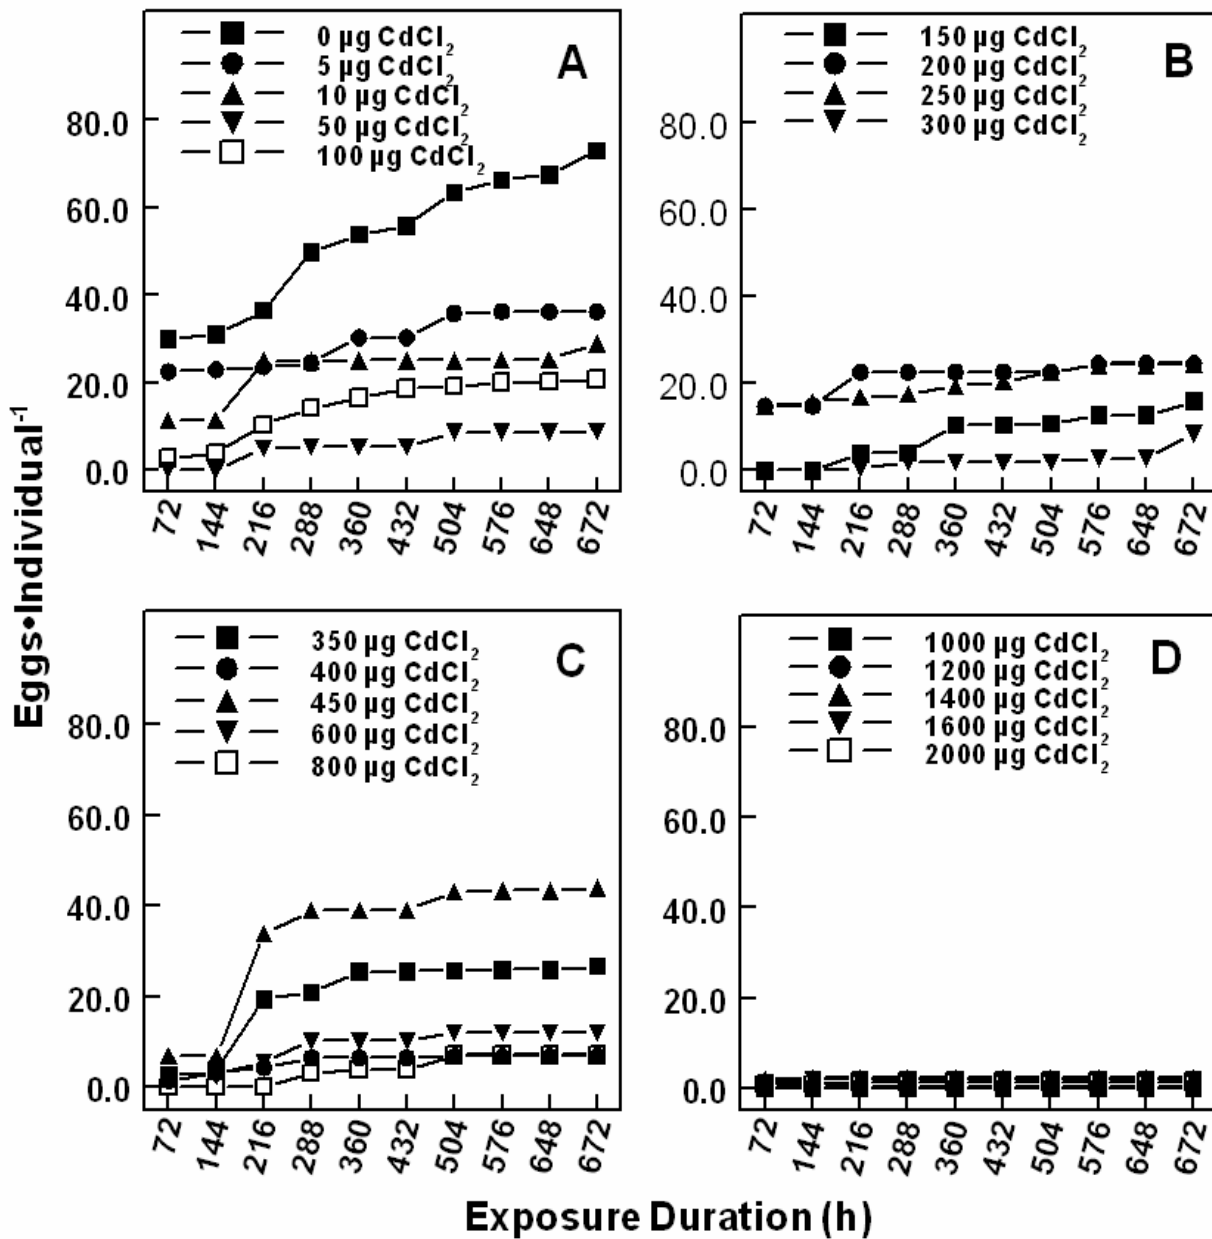 0 µg CdCl₂
5 µg CdCl₂
10 µg CdCl₂
50 µg CdCl₂
100 µg CdCl₂
A
80.0
60.0
40.0
20.0
0.0
72 144 216 288 360 432 504 576 648 672
150 µg CdCl₂
200 µg CdCl₂
250 µg CdCl₂
300 µg CdCl₂
B
80.0
60.0
40.0
20.0
0.0
72 144 216 288 360 432 504 576 648 672
Eggs•Individual⁻¹
350 µg CdCl₂
400 µg CdCl₂
450 µg CdCl₂
600 µg CdCl₂
800 µg CdCl₂
C
80.0
60.0
40.0
20.0
0.0
72 144 216 288 360 432 504 576 648 672
1000 µg CdCl₂
1200 µg CdCl₂
1400 µg CdCl₂
1600 µg CdCl₂
2000 µg CdCl₂
D
80.0
60.0
40.0
20.0
0.0
72 144 216 288 360 432 504 576 648 672
Exposure Duration (h)